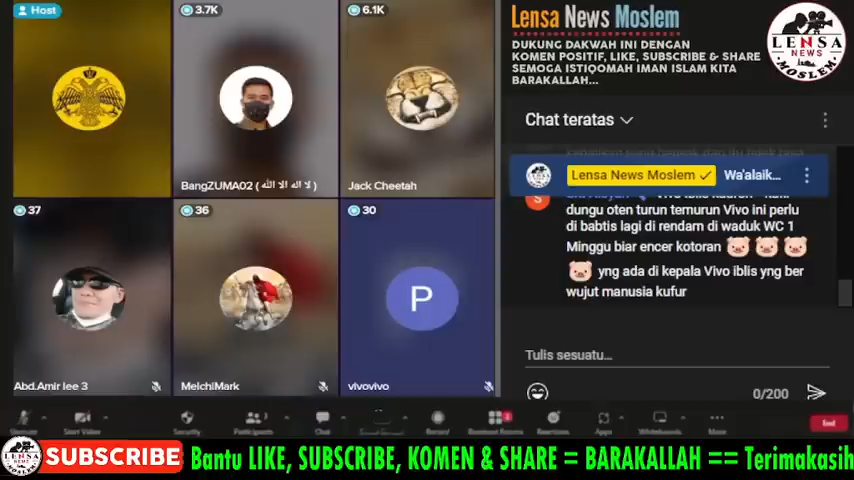 Host
3.7K
6.1K
Lensa News Moslem
DUKUNG DAKWAH INI DENGAN
KOMEN POSITIF, LIKE, SUBSCRIBE & SHARE
SEMOGA ISTIQOMAH IMAN ISLAM KITA
BARAKALLAH...
LENSA
NEWS
MOSLEM
Chat teratas
BangZUMA02 ( لا اله الا الله )
Jack Cheetah
Lensa News Moslem Wa'alaik...
37
36
30
dungu oten turun temurun Vivo ini perlu
di babtis lagi di rendam di waduk WC 1
Minggu biar encer kotoran
yng ada di kepala Vivo iblis yng ber
wujut manusia kufur
P
Tulis sesuatu...
Abd.Amir lee 3
MelchiMark
vivovivo
0/200
Security
Participants
Chat
Reactions
Apps
Whiteboards
More
End
LENSA
NEWS
MOSLEM
SUBSCRIBE
Bantu LIKE, SUBSCRIBE, KOMEN & SHARE = BARAKALLAH == Terimakasih